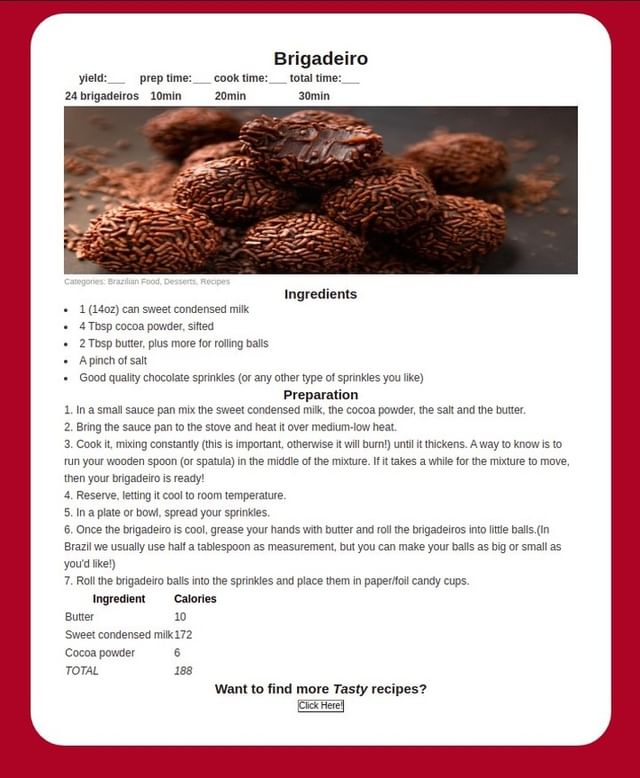 Brigadeiro
yield:___ prep time:___ cook time:___ total time:___
24 brigadeiros 10min 20min 30min
Categories: Brazilian Food, Desserts, Recipes
Ingredients
• 1 (14oz) can sweet condensed milk
• 4 Tbsp cocoa powder, sifted
• 2 Tbsp butter, plus more for rolling balls
• A pinch of salt
• Good quality chocolate sprinkles (or any other type of sprinkles you like)
Preparation
1. In a small sauce pan mix the sweet condensed milk, the cocoa powder, the salt and the butter.
2. Bring the sauce pan to the stove and heat it over medium-low heat.
3. Cook it, mixing constantly (this is important, otherwise it will burn!) until it thickens. A way to know is to
run your wooden spoon (or spatula) in the middle of the mixture. If it takes a while for the mixture to move,
then your brigadeiro is ready!
4. Reserve, letting it cool to room temperature.
5. In a plate or bowl, spread your sprinkles.
6. Once the brigadeiro is cool, grease your hands with butter and roll the brigadeiros into little balls.(In
Brazil we usually use half a tablespoon as measurement, but you can make your balls as big or small as
you'd like!)
7. Roll the brigadeiro balls into the sprinkles and place them in paper/foil candy cups.
Ingredient Calories
Butter 10
Sweet condensed milk 172
Cocoa powder 6
TOTAL 188
Want to find more Tasty recipes?
Click Here!